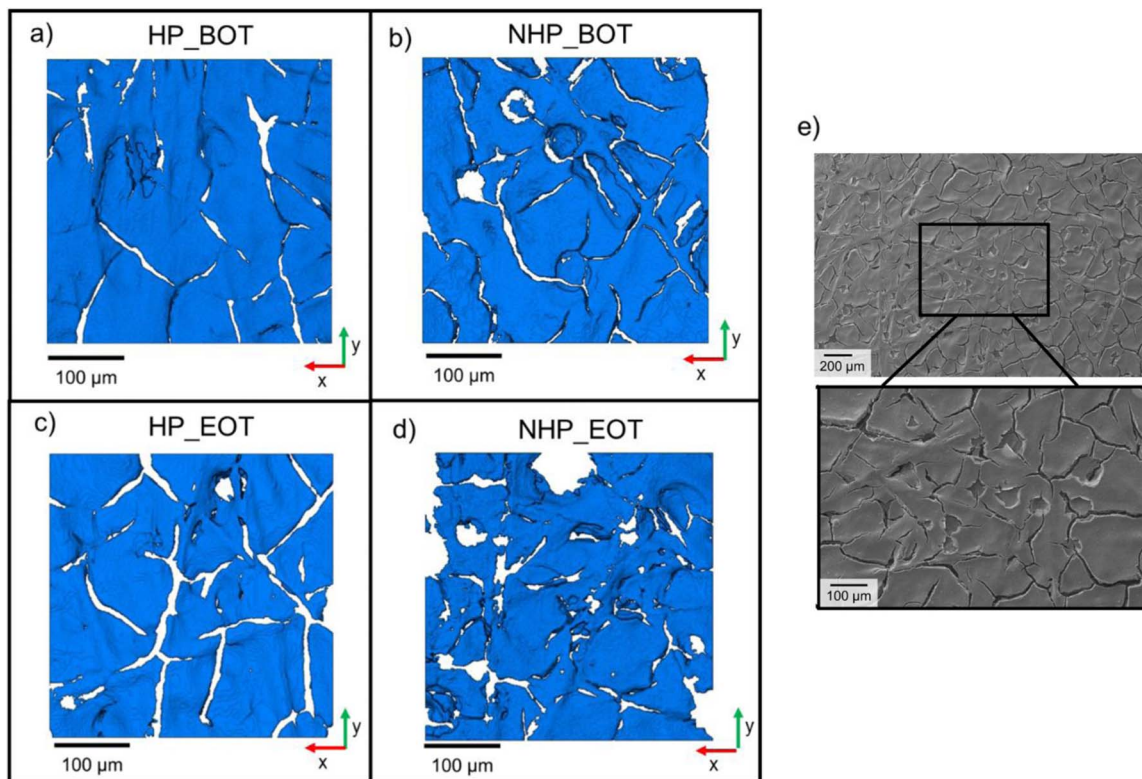 a)
HP_BOT
100 µm
y
x
b)
NHP_BOT
100 µm
y
x
c)
HP_EOT
100 µm
y
x
d)
NHP_EOT
100 µm
y
x
e)
200 µm
100 µm